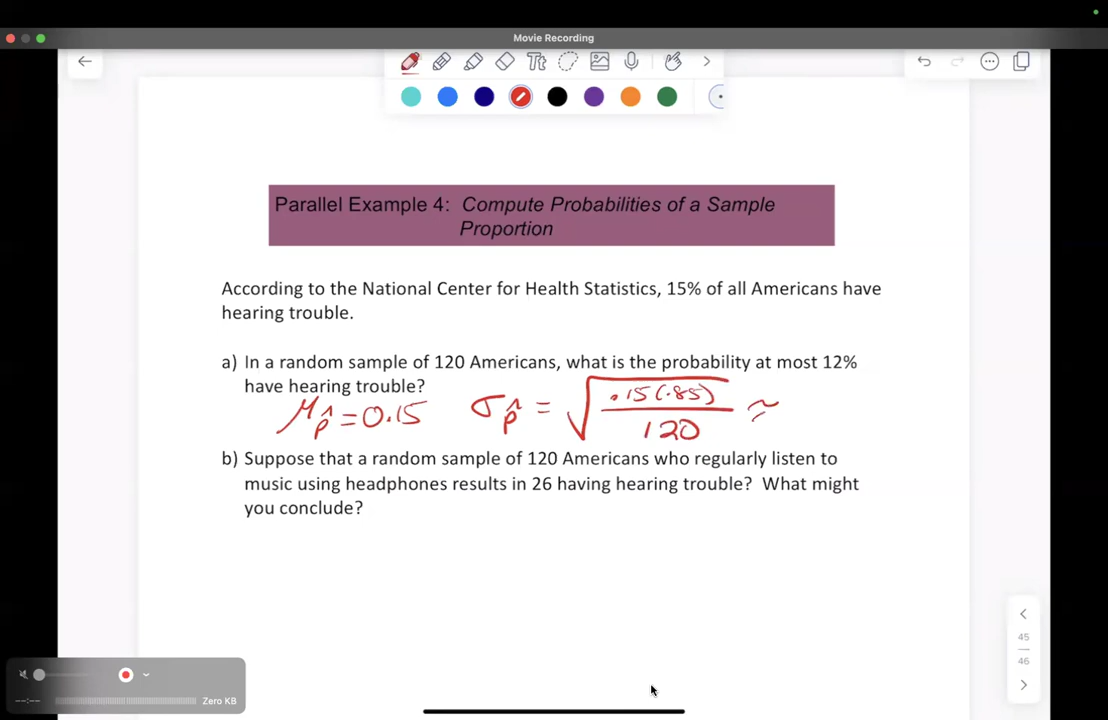 Movie Recording
Tt
Parallel Example 4: Compute Probabilities of a Sample
Proportion
According to the National Center for Health Statistics, 15% of all Americans have
hearing trouble.
a) In a random sample of 120 Americans, what is the probability at most 12%
have hearing trouble?
μp̂ = 0.15 σp̂ = √(.15(.85)/120) ≈
b) Suppose that a random sample of 120 Americans who regularly listen to
music using headphones results in 26 having hearing trouble? What might
you conclude?
45
46
--:--
Zero KB